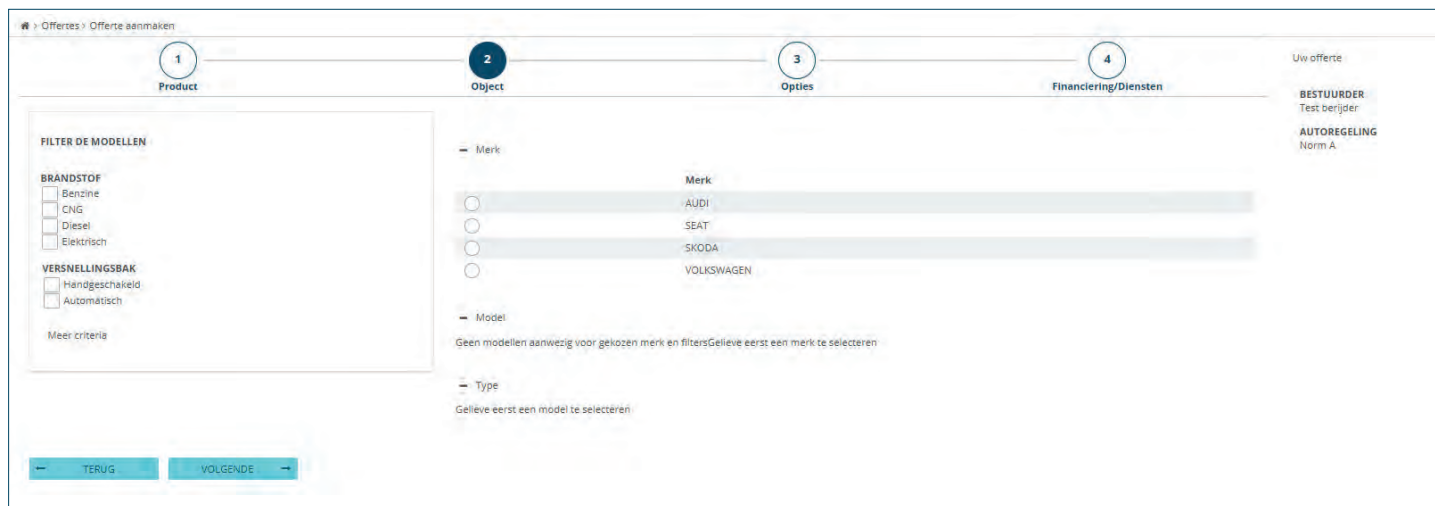 > Offertes > Offerte aanmaken
1
2
3
4
Product
Object
Opties
Financiering/Diensten
Uw offerte
BESTUURDER
Test berijder
AUTOREGELING
Norm A
FILTER DE MODELLEN
BRANDSTOF
Benzine
CNG
Diesel
Elektrisch
VERSNELLINGSBAK
Handgeschakeld
Automatisch
Meer criteria
Merk
Merk
AUDI
SEAT
SKODA
VOLKSWAGEN
Model
Geen modellen aanwezig voor gekozen merk en filtersGelieve eerst een merk te selecteren
Type
Gelieve eerst een model te selecteren
← TERUG
VOLGENDE →